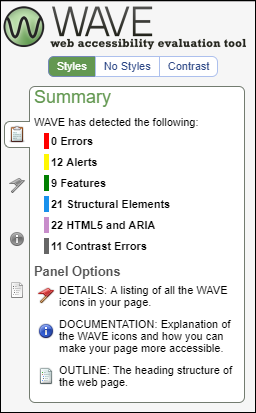 WAVE
web accessibility evaluation tool
Styles No Styles Contrast
Summary
WAVE has detected the following:
0 Errors
12 Alerts
9 Features
21 Structural Elements
22 HTML5 and ARIA
11 Contrast Errors
Panel Options
DETAILS: A listing of all the WAVE
icons in your page.
DOCUMENTATION: Explanation of
the WAVE icons and how you can
make your page more accessible.
OUTLINE: The heading structure of
the web page.